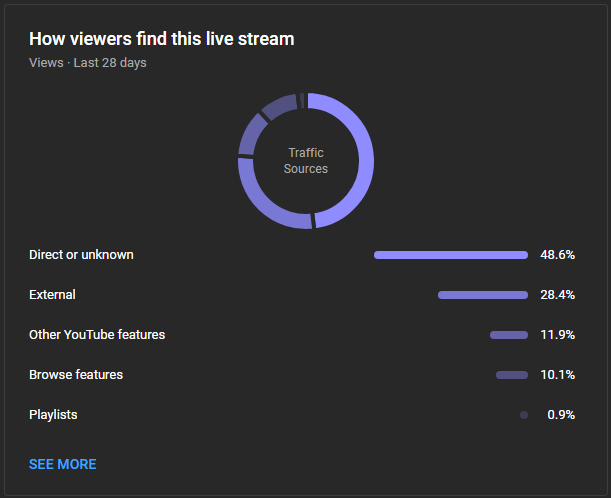 How viewers find this live stream
Views · Last 28 days
Traffic
Sources
Direct or unknown 48.6%
External 28.4%
Other YouTube features 11.9%
Browse features 10.1%
Playlists 0.9%
SEE MORE